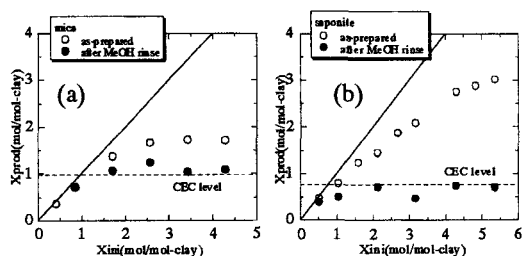 mica
as-prepared
after MeOH rinse
(a)
CEC level
Xprod(mol/mol-clay)
4
3
2
1
0
0 1 2 3 4 5
Xini(mol/mol-clay)
saponite
as-prepared
after MeOH rinse
(b)
CEC level
Xprod(mol/mol-clay)
4
3
2
1
0
0 1 2 3 4 5 6
Xini(mol/mol-clay)